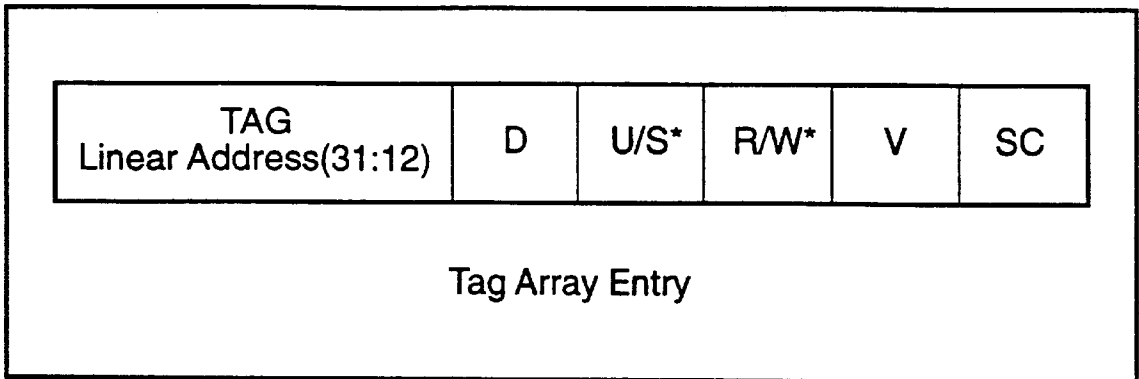 TAG
Linear Address(31:12)
D
U/S*
R/W*
V
SC
Tag Array Entry